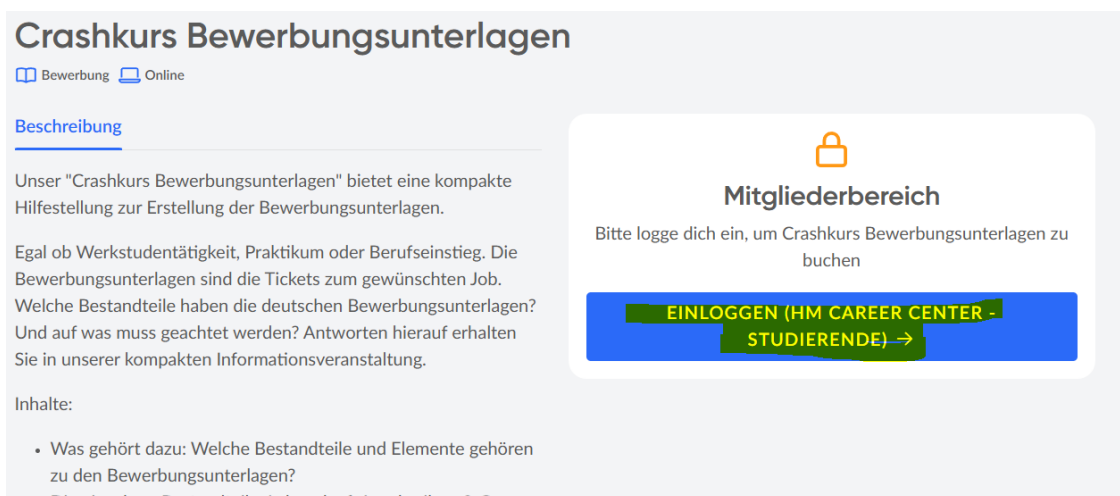 Crashkurs Bewerbungsunterlagen
Bewerbung Online
Beschreibung
Unser "Crashkurs Bewerbungsunterlagen" bietet eine kompakte
Hilfestellung zur Erstellung der Bewerbungsunterlagen.
Egal ob Werkstudententätigkeit, Praktikum oder Berufseinstieg. Die
Bewerbungsunterlagen sind die Tickets zum gewünschten Job.
Welche Bestandteile haben die deutschen Bewerbungsunterlagen?
Und auf was muss geachtet werden? Antworten hierauf erhalten
Sie in unserer kompakten Informationsveranstaltung.
Inhalte:
• Was gehört dazu: Welche Bestandteile und Elemente gehören
zu den Bewerbungsunterlagen?
Mitgliederbereich
Bitte logge dich ein, um Crashkurs Bewerbungsunterlagen zu
buchen
EINLOGGEN (HM CAREER CENTER -
STUDIERENDE) →